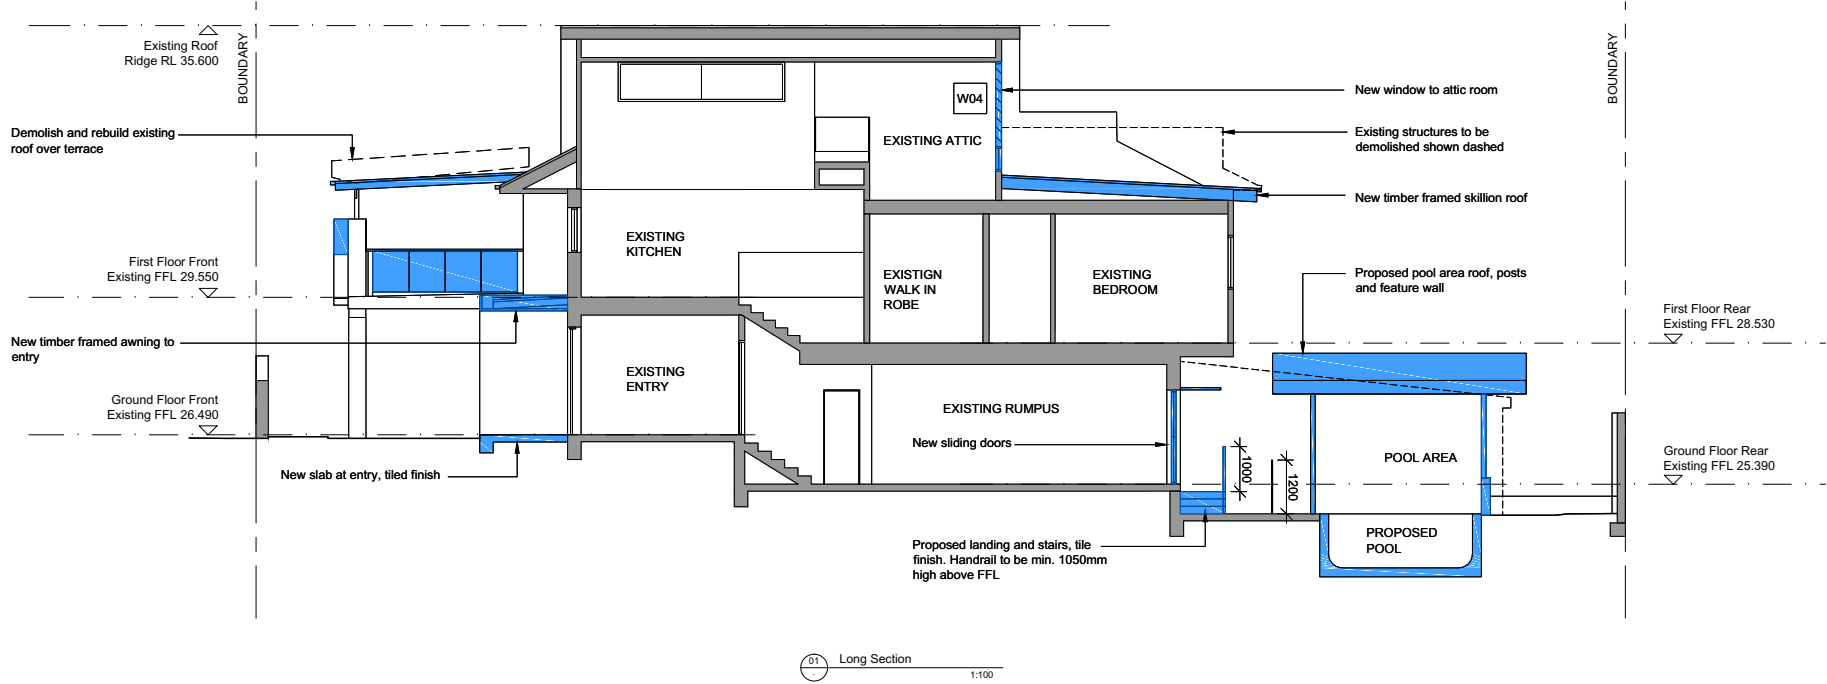 Existing Roof
Ridge RL 35.600
BOUNDARY
BOUNDARY
Demolish and rebuild existing
roof over terrace
W04
EXISTING ATTIC
New window to attic room
Existing structures to be
demolished shown dashed
New timber framed skillion roof
First Floor Front
Existing FFL 29.550
EXISTING
KITCHEN
EXISTIGN
WALK IN
ROBE
EXISTING
BEDROOM
Proposed pool area roof, posts
and feature wall
First Floor Rear
Existing FFL 28.530
New timber framed awning to
entry
EXISTING
ENTRY
Ground Floor Front
Existing FFL 26.490
EXISTING RUMPUS
New sliding doors
1000
1200
POOL AREA
Ground Floor Rear
Existing FFL 25.390
New slab at entry, tiled finish
Proposed landing and stairs, tile
finish. Handrail to be min. 1050mm
high above FFL
PROPOSED
POOL
01
-
Long Section
1:100